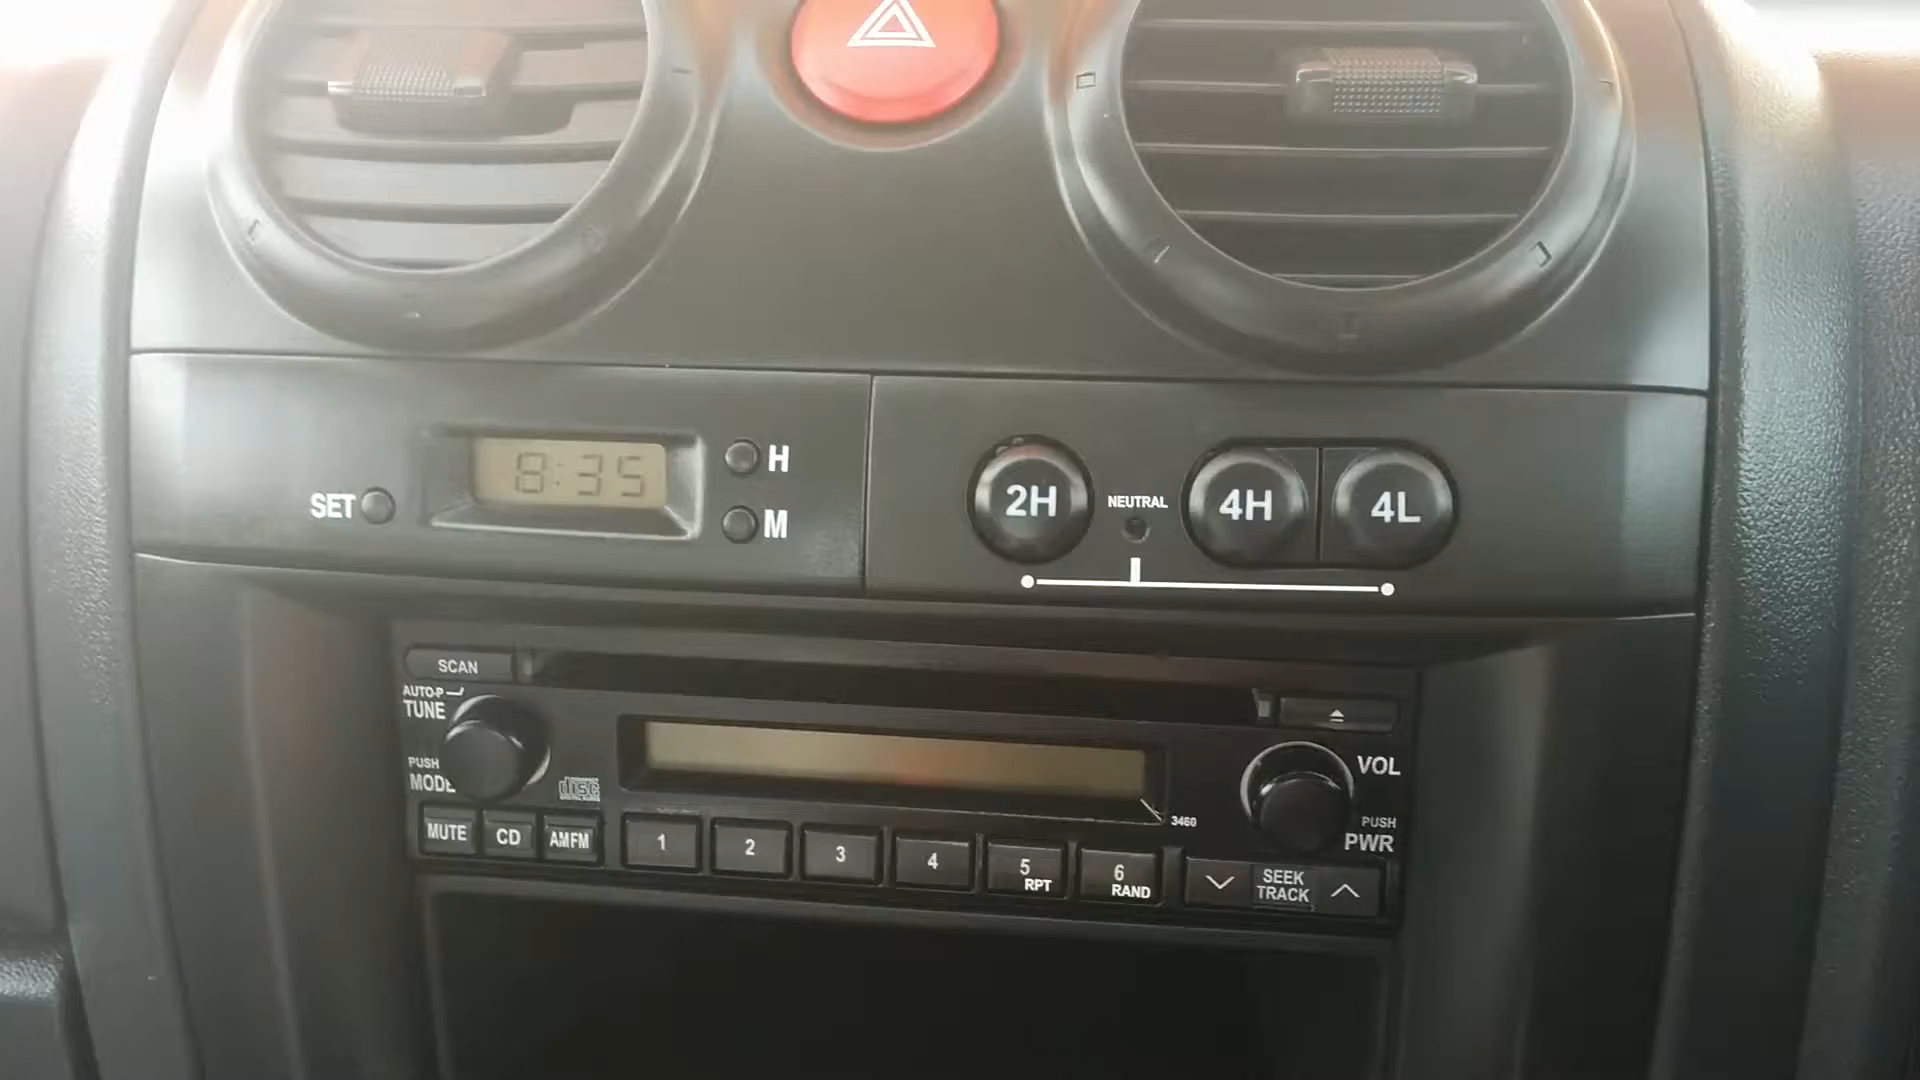 8:35
H
SET
M
2H
NEUTRAL
4H
4L
SCAN
AUTO-P
TUNE
PUSH
MODE
disc
VOL
3460
PUSH
PWR
MUTE
CD
AMFM
1
2
3
4
5
RPT
6
RAND
SEEK
TRACK